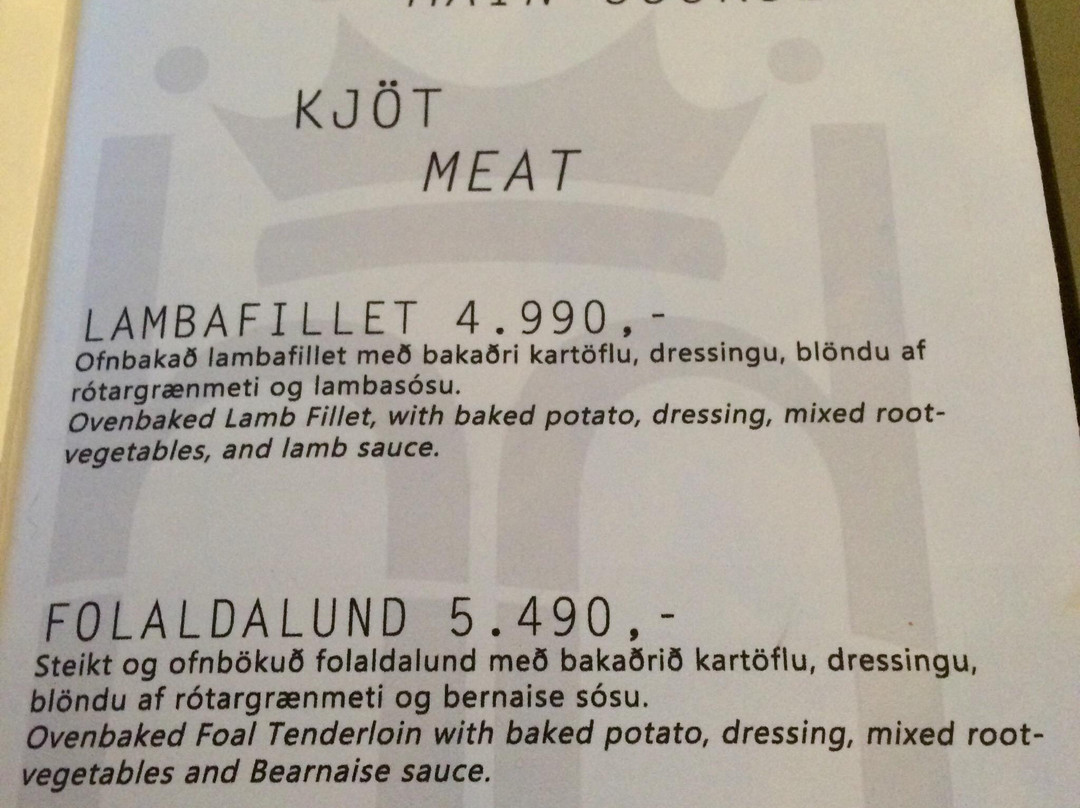 MAIN COURSE
KJÖT
MEAT
LAMBAFILLET 4.990,-
Ofnbakað lambafillet með bakaðri kartöflu, dressingu, blöndu af
rótargrænmeti og lambasósu.
Ovenbaked Lamb Fillet, with baked potato, dressing, mixed root-
vegetables, and lamb sauce.
FOLALDALUND 5.490,-
Steikt og ofnbökuð folaldalund með bakaðrið kartöflu, dressingu,
blöndu af rótargrænmeti og bernaise sósu.
Ovenbaked Foal Tenderloin with baked potato, dressing, mixed root-
vegetables and Bearnaise sauce.